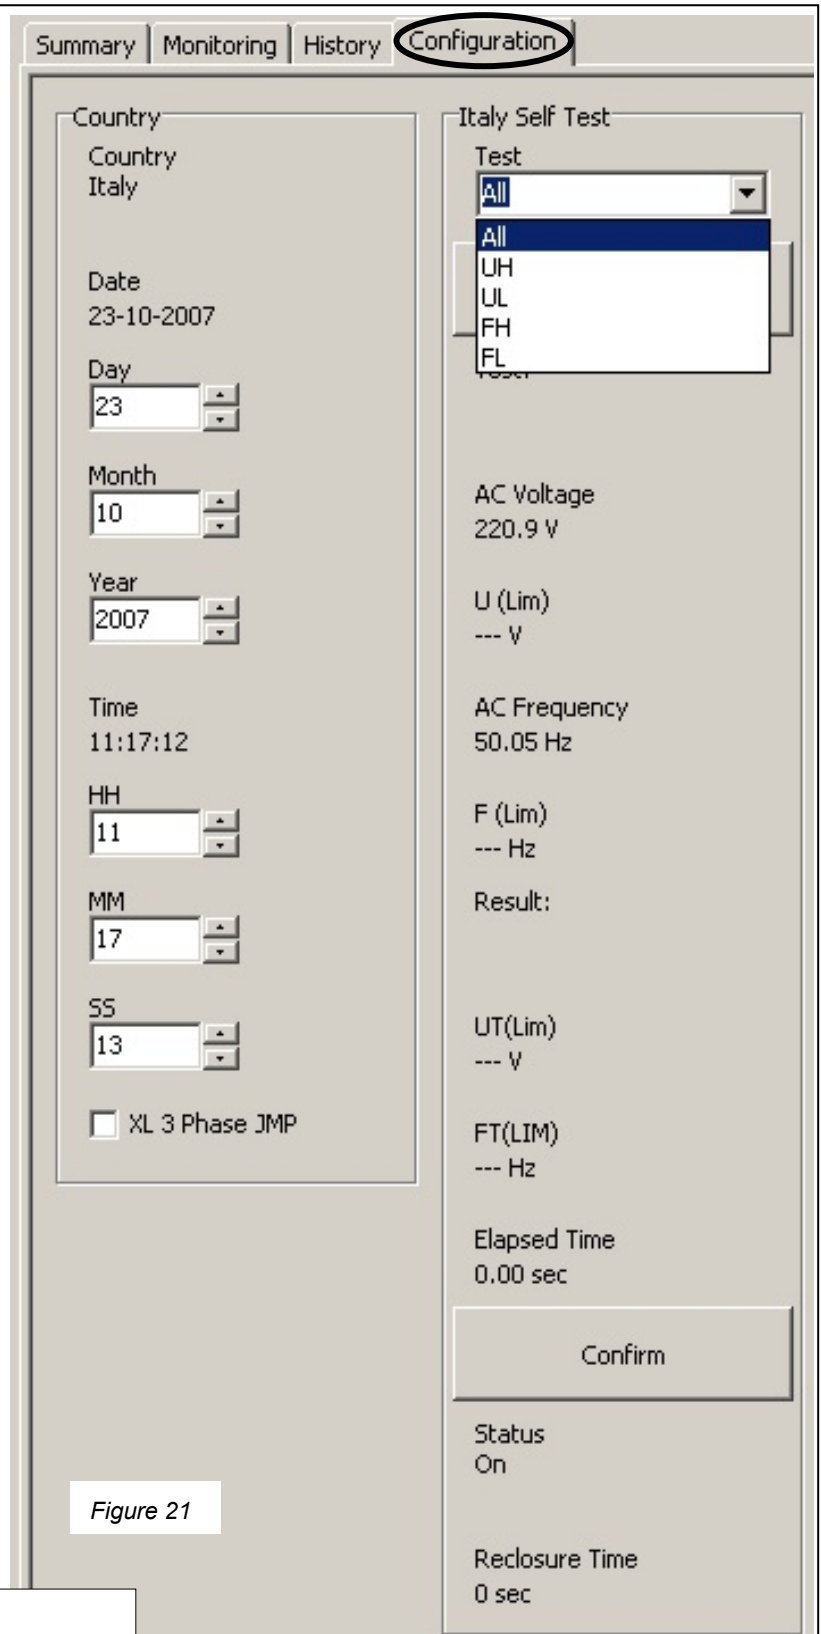 Summary Monitoring History Configuration
Country
Country
Italy
Date
23-10-2007
Day
23
Month
10
Year
2007
Time
11:17:12
HH
11
MM
17
SS
13
XL 3 Phase JMP
Italy Self Test
Test
All
All
UH
UL
FH
FL
AC Voltage
220.9 V
U (Lim)
--- V
AC Frequency
50.05 Hz
F (Lim)
--- Hz
Result:
UT(Lim)
--- V
FT(LIM)
--- Hz
Elapsed Time
0.00 sec
Confirm
Status
On
Reclosure Time
0 sec
Figure 21